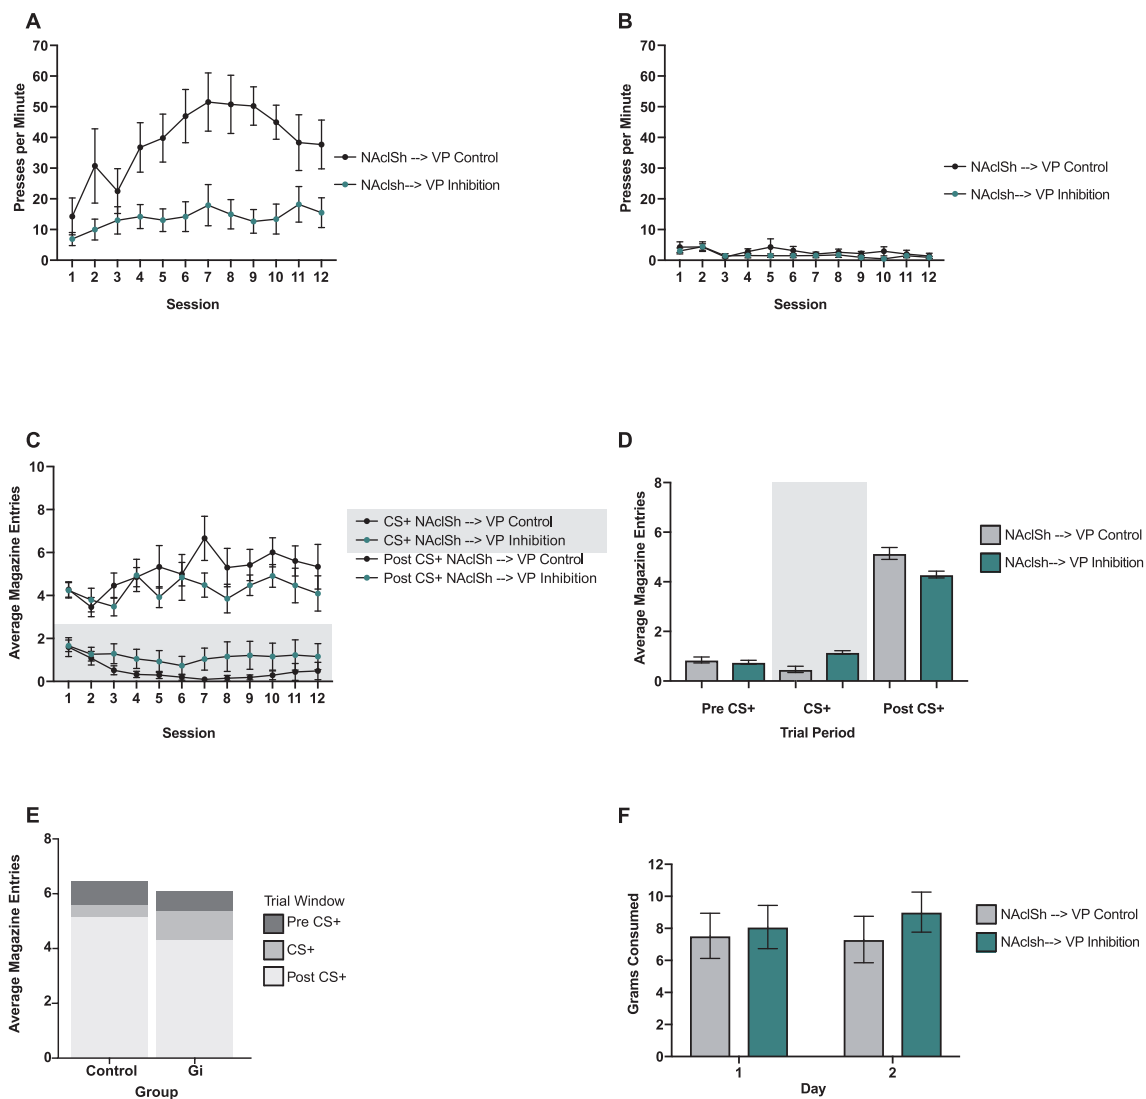 A
Presses per Minute
70
60
50
40
30
20
10
0
1 2 3 4 5 6 7 8 9 10 11 12
Session
NAclSh --> VP Control
NAclsh--> VP Inhibition
B
Presses per Minute
70
60
50
40
30
20
10
0
1 2 3 4 5 6 7 8 9 10 11 12
Session
NAclSh --> VP Control
NAclsh--> VP Inhibition
C
Average Magazine Entries
10
8
6
4
2
0
1 2 3 4 5 6 7 8 9 10 11 12
Session
CS+ NAclSh --> VP Control
CS+ NAclSh --> VP Inhibition
Post CS+ NAclSh --> VP Control
Post CS+ NAclSh --> VP Inhibition
D
Average Magazine Entries
8
6
4
2
0
Pre CS+ CS+ Post CS+
Trial Period
NAclSh --> VP Control
NAclsh--> VP Inhibition
E
Average Magazine Entries
8
6
4
2
0
Control Gi
Group
Trial Window
Pre CS+
CS+
Post CS+
F
Grams Consumed
12
10
8
6
4
2
0
1 2
Day
NAclSh --> VP Control
NAclsh--> VP Inhibition